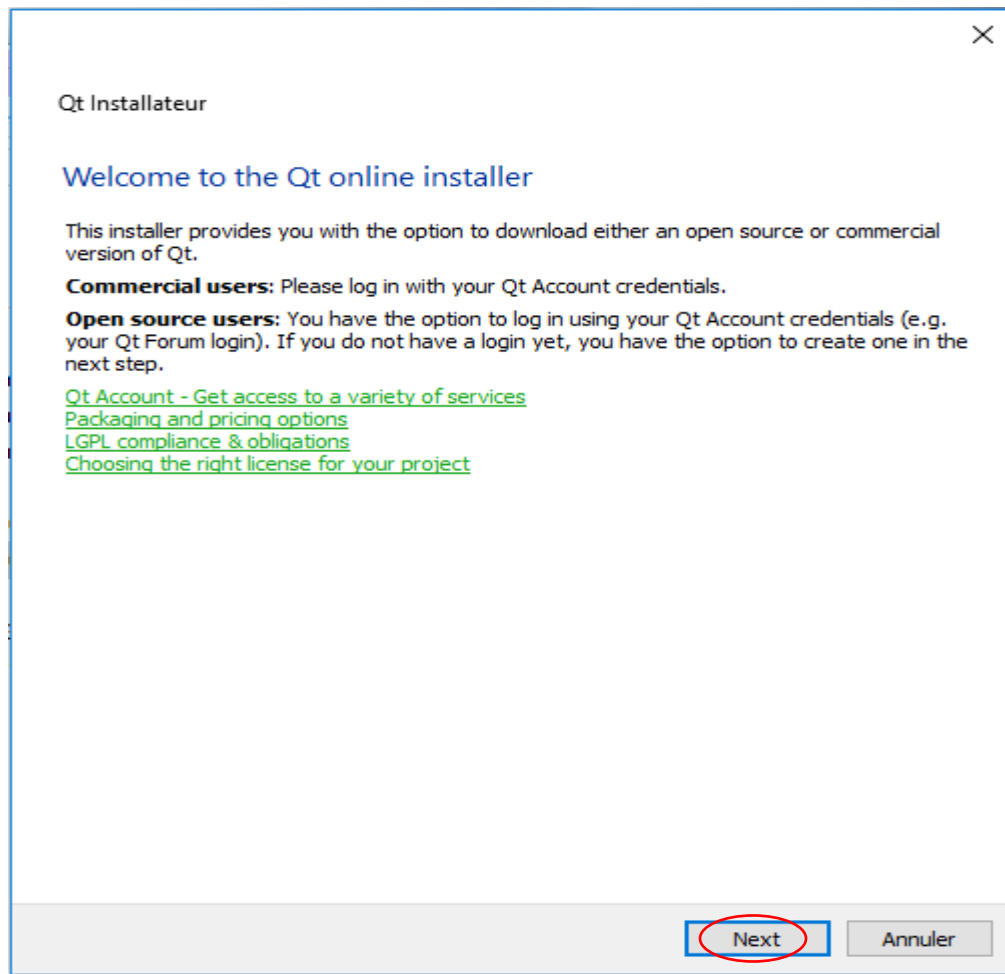 Qt Installateur
Welcome to the Qt online installer
This installer provides you with the option to download either an open source or commercial
version of Qt.
Commercial users: Please log in with your Qt Account credentials.
Open source users: You have the option to log in using your Qt Account credentials (e.g.
your Qt Forum login). If you do not have a login yet, you have the option to create one in the
next step.
Qt Account - Get access to a variety of services
Packaging and pricing options
LGPL compliance & obligations
Choosing the right license for your project
Next Annuler